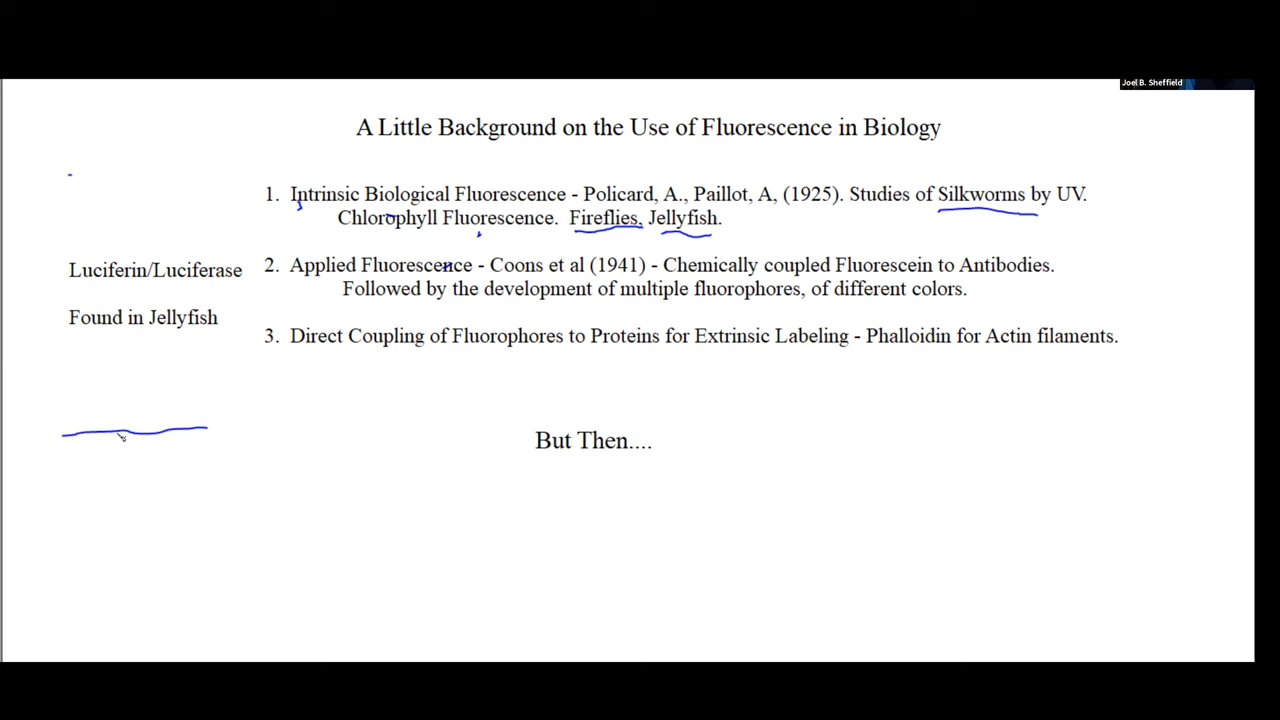 Joel B. Sheffield
A Little Background on the Use of Fluorescence in Biology
1. Intrinsic Biological Fluorescence - Policard, A., Paillot, A, (1925). Studies of Silkworms by UV.
Chlorophyll Fluorescence. Fireflies, Jellyfish.
Luciferin/Luciferase
Found in Jellyfish
2. Applied Fluorescence - Coons et al (1941) - Chemically coupled Fluorescein to Antibodies.
Followed by the development of multiple fluorophores, of different colors.
3. Direct Coupling of Fluorophores to Proteins for Extrinsic Labeling - Phalloidin for Actin filaments.
But Then....